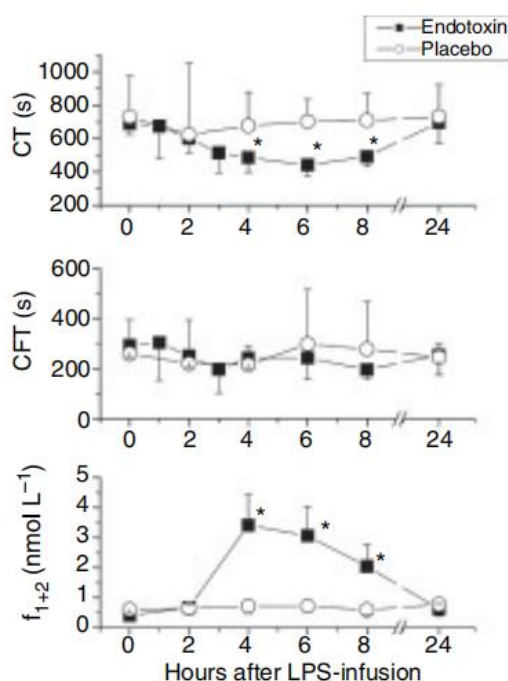 Endotoxin
Placebo
CT (s)
1000
800
600
400
200
* * *
0 2 4 6 8 24
CFT (s)
600
400
200
0
0 2 4 6 8 24
f1+2 (nmol L−1)
5
4
3
2
1
0
* * *
0 2 4 6 8 24
Hours after LPS-infusion